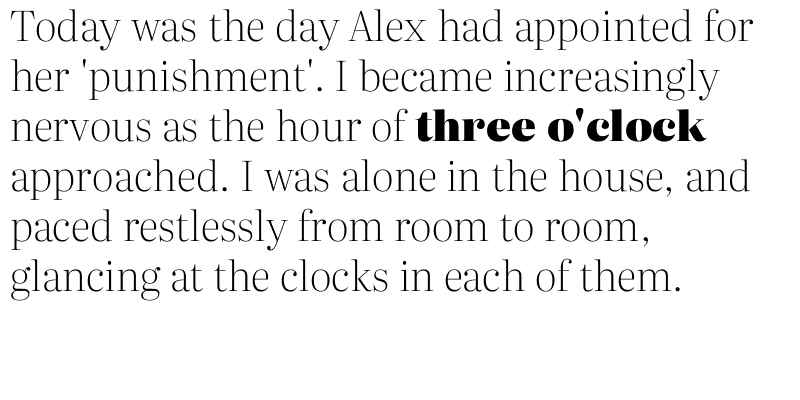 Today was the day Alex had appointed for
her 'punishment'. I became increasingly
nervous as the hour of three o'clock
approached. I was alone in the house, and
paced restlessly from room to room,
glancing at the clocks in each of them.